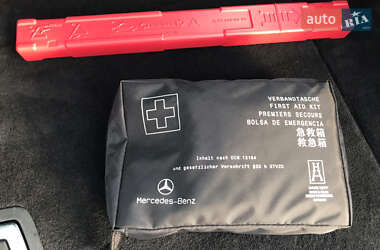 auto RIA
VERBANDTASCHE
FIRST AID KIT
PREMIERS SECOURS
BOLSA DE EMERGENCIA
急救箱
救急箱
Inhalt nach DIN 13164
und gesetzlicher Vorschrift §35 h STVZO
Mercedes-Benz